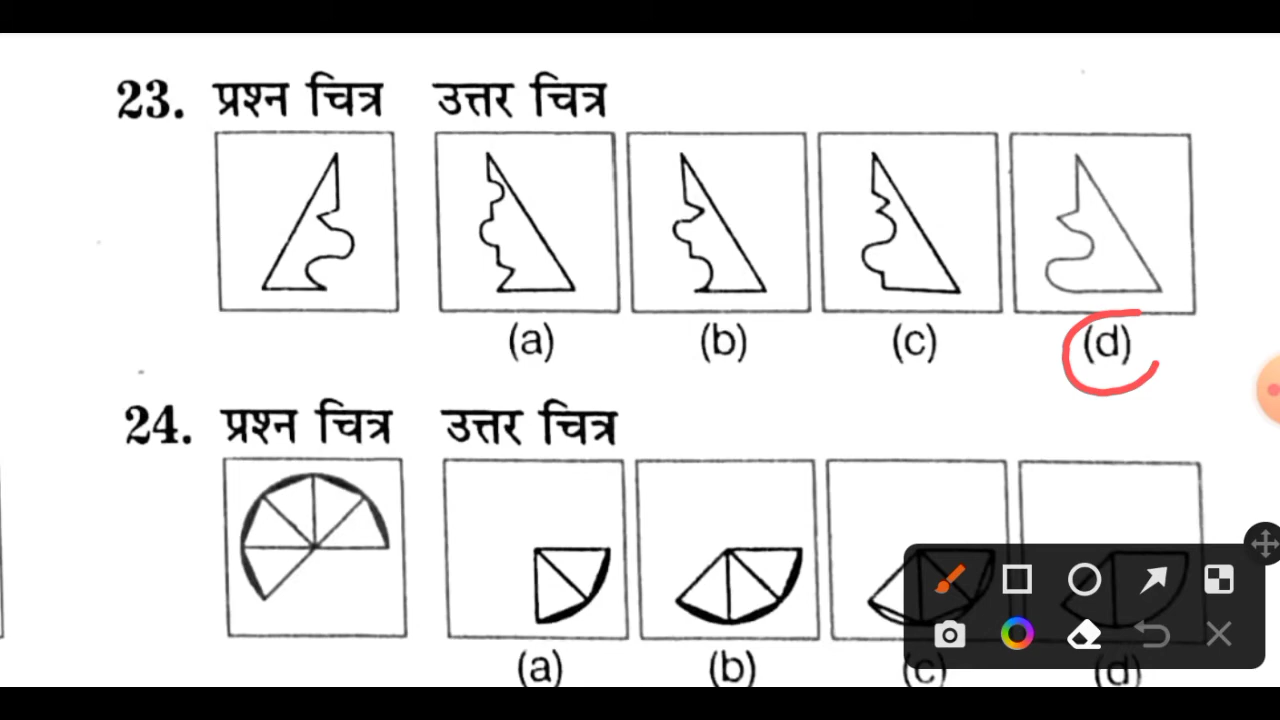 23. प्रश्न चित्र उत्तर चित्र
(a) (b) (c) (d)
24. प्रश्न चित्र उत्तर चित्र
(a) (b) (c) (d)